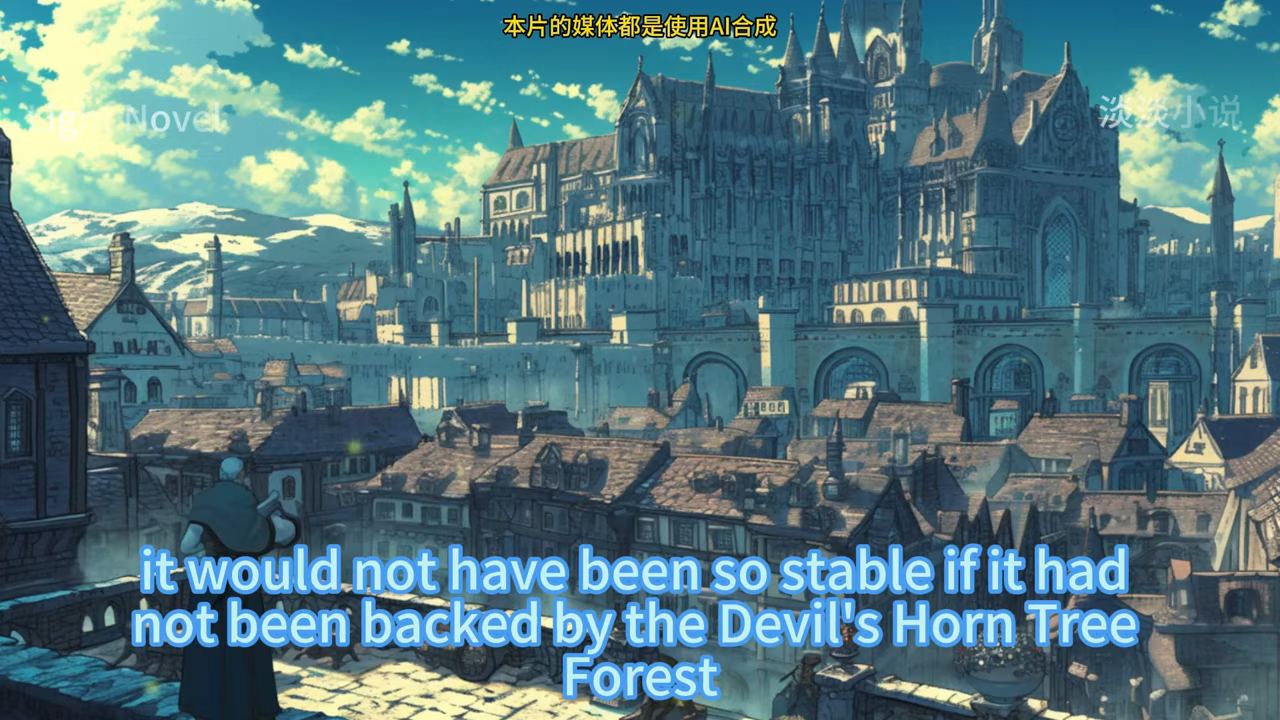 本片的媒体都是使用AI合成
Novel
淡淡小说
it would not have been so stable if it had
not been backed by the Devil's Horn Tree
Forest